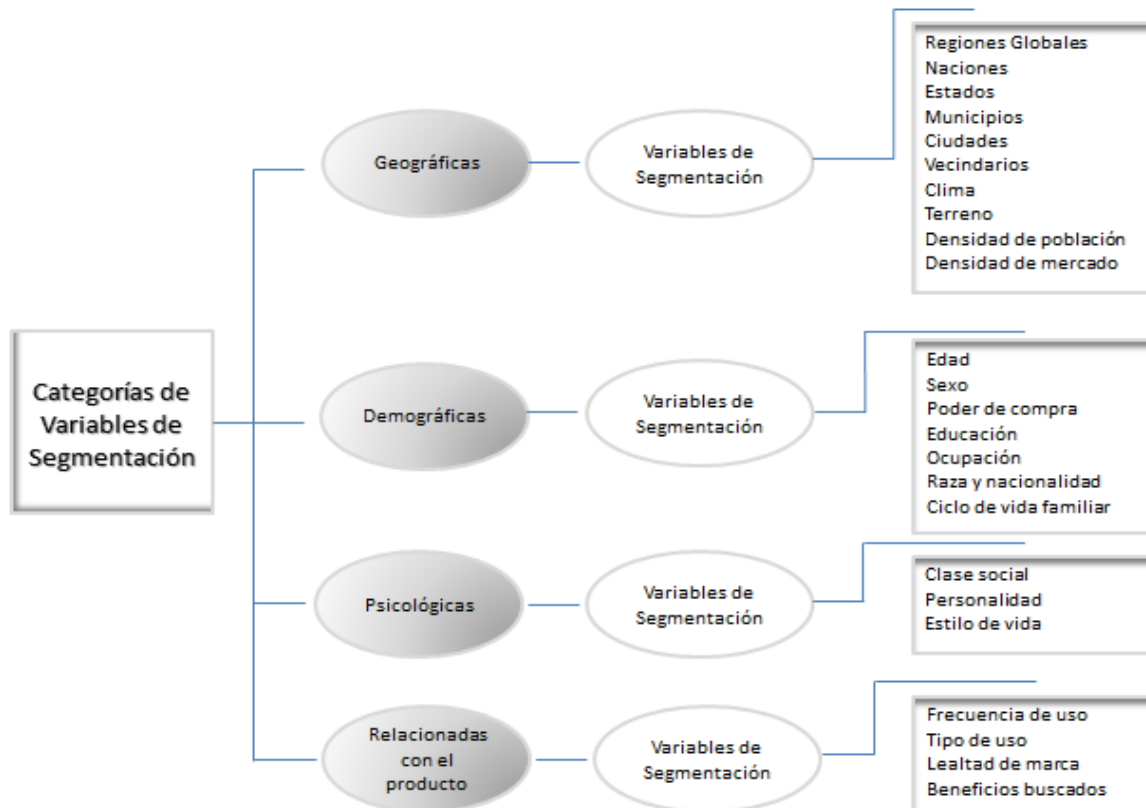 Categorías de
Variables de
Segmentación
Geográficas
Variables de
Segmentación
Regiones Globales
Naciones
Estados
Municipios
Ciudades
Vecindarios
Clima
Terreno
Densidad de población
Densidad de mercado
Demográficas
Variables de
Segmentación
Edad
Sexo
Poder de compra
Educación
Ocupación
Raza y nacionalidad
Ciclo de vida familiar
Psicológicas
Variables de
Segmentación
Clase social
Personalidad
Estilo de vida
Relacionadas
con el
producto
Variables de
Segmentación
Frecuencia de uso
Tipo de uso
Lealtad de marca
Beneficios buscados